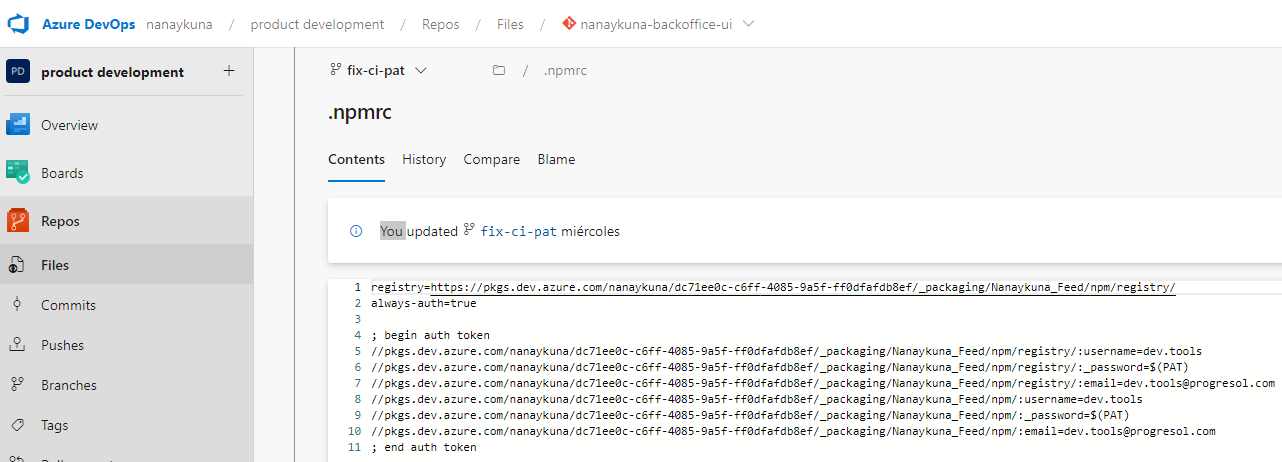 Azure DevOps nanaykuna / product development / Repos / Files / nanaykuna-backoffice-ui
PD product development +
Overview
Boards
Repos
Files
Commits
Pushes
Branches
Tags
fix-ci-pat / .npmrc
.npmrc
Contents History Compare Blame
You updated fix-ci-pat miércoles
1 registry=https://pkgs.dev.azure.com/nanaykuna/dc71ee0c-c6ff-4085-9a5f-ff0dfafdb8ef/_packaging/Nanaykuna_Feed/npm/registry/
2 always-auth=true
3
4 ; begin auth token
5 //pkgs.dev.azure.com/nanaykuna/dc71ee0c-c6ff-4085-9a5f-ff0dfafdb8ef/_packaging/Nanaykuna_Feed/npm/registry/:username=dev.tools
6 //pkgs.dev.azure.com/nanaykuna/dc71ee0c-c6ff-4085-9a5f-ff0dfafdb8ef/_packaging/Nanaykuna_Feed/npm/registry/:_password=$(PAT)
7 //pkgs.dev.azure.com/nanaykuna/dc71ee0c-c6ff-4085-9a5f-ff0dfafdb8ef/_packaging/Nanaykuna_Feed/npm/registry/:email=dev.tools@progresol.com
8 //pkgs.dev.azure.com/nanaykuna/dc71ee0c-c6ff-4085-9a5f-ff0dfafdb8ef/_packaging/Nanaykuna_Feed/npm/:username=dev.tools
9 //pkgs.dev.azure.com/nanaykuna/dc71ee0c-c6ff-4085-9a5f-ff0dfafdb8ef/_packaging/Nanaykuna_Feed/npm/:_password=$(PAT)
10 //pkgs.dev.azure.com/nanaykuna/dc71ee0c-c6ff-4085-9a5f-ff0dfafdb8ef/_packaging/Nanaykuna_Feed/npm/:email=dev.tools@progresol.com
11 ; end auth token